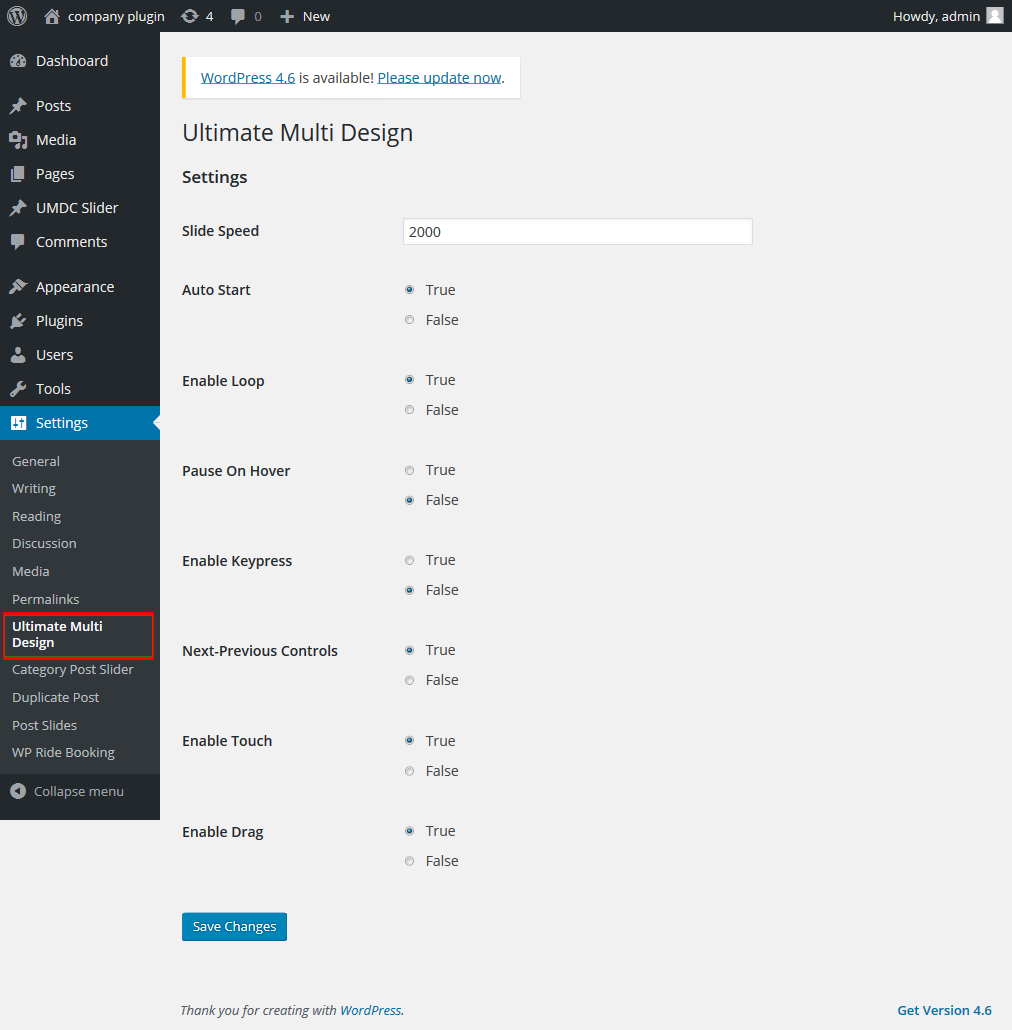 company plugin 4 0 New Howdy, admin
Dashboard
Posts
Media
Pages
UMDC Slider
Comments
Appearance
Plugins
Users
Tools
Settings
General
Writing
Reading
Discussion
Media
Permalinks
Ultimate Multi
Design
Category Post Slider
Duplicate Post
Post Slides
WP Ride Booking
Collapse menu
WordPress 4.6 is available! Please update now.
Ultimate Multi Design
Settings
Slide Speed 2000
Auto Start True
False
Enable Loop True
False
Pause On Hover True
False
Enable Keypress True
False
Next-Previous Controls True
False
Enable Touch True
False
Enable Drag True
False
Save Changes
Thank you for creating with WordPress. Get Version 4.6